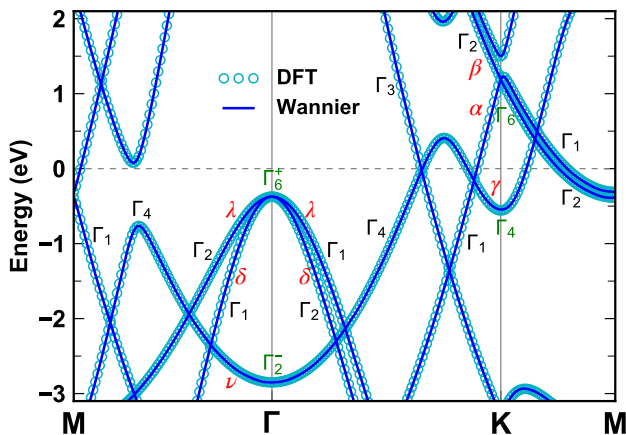 2
1
0
−1
−2
−3
Energy (eV)
M
Γ
K
M
DFT
Wannier
Γ₂
β
Γ₃
α
Γ₆
Γ₁
Γ₂
γ
Γ₄
Γ₆⁺
Γ₁
Γ₄
λ
λ
Γ₂
Γ₁
Γ₄
Γ₁
δ
δ
Γ₁
Γ₂
Γ₂⁻
ν